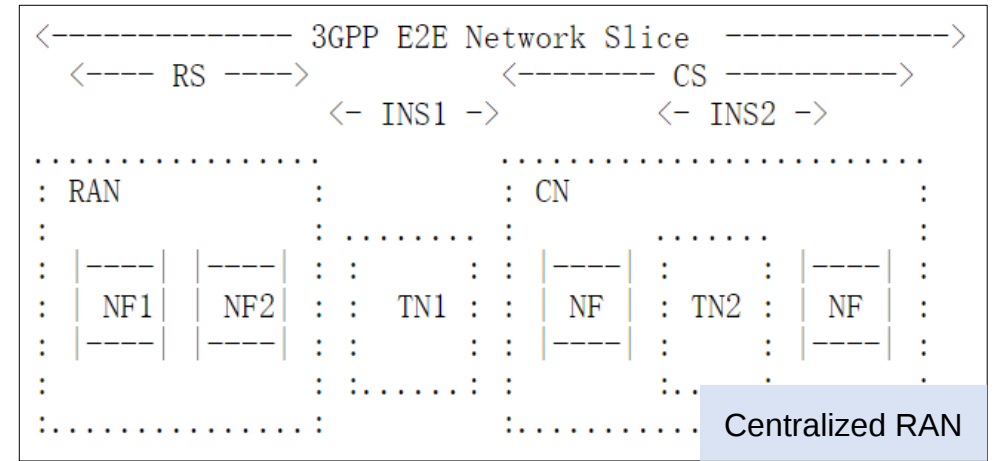 <-------------- 3GPP E2E Network Slice ------------->
<---- RS ----> <-------- CS ---------->
<- INS1 -> <- INS2 ->
................. .........................
: RAN : : CN :
: : ........ : ....... :
: |----| |----| : : : : |----| : : |----| :
: | NF1| | NF2| : : TN1 : : | NF | : TN2 : | NF | :
: |----| |----| : : : : |----| : : |----| :
: : :......: : :.. : :
:...............: :...........
Centralized RAN